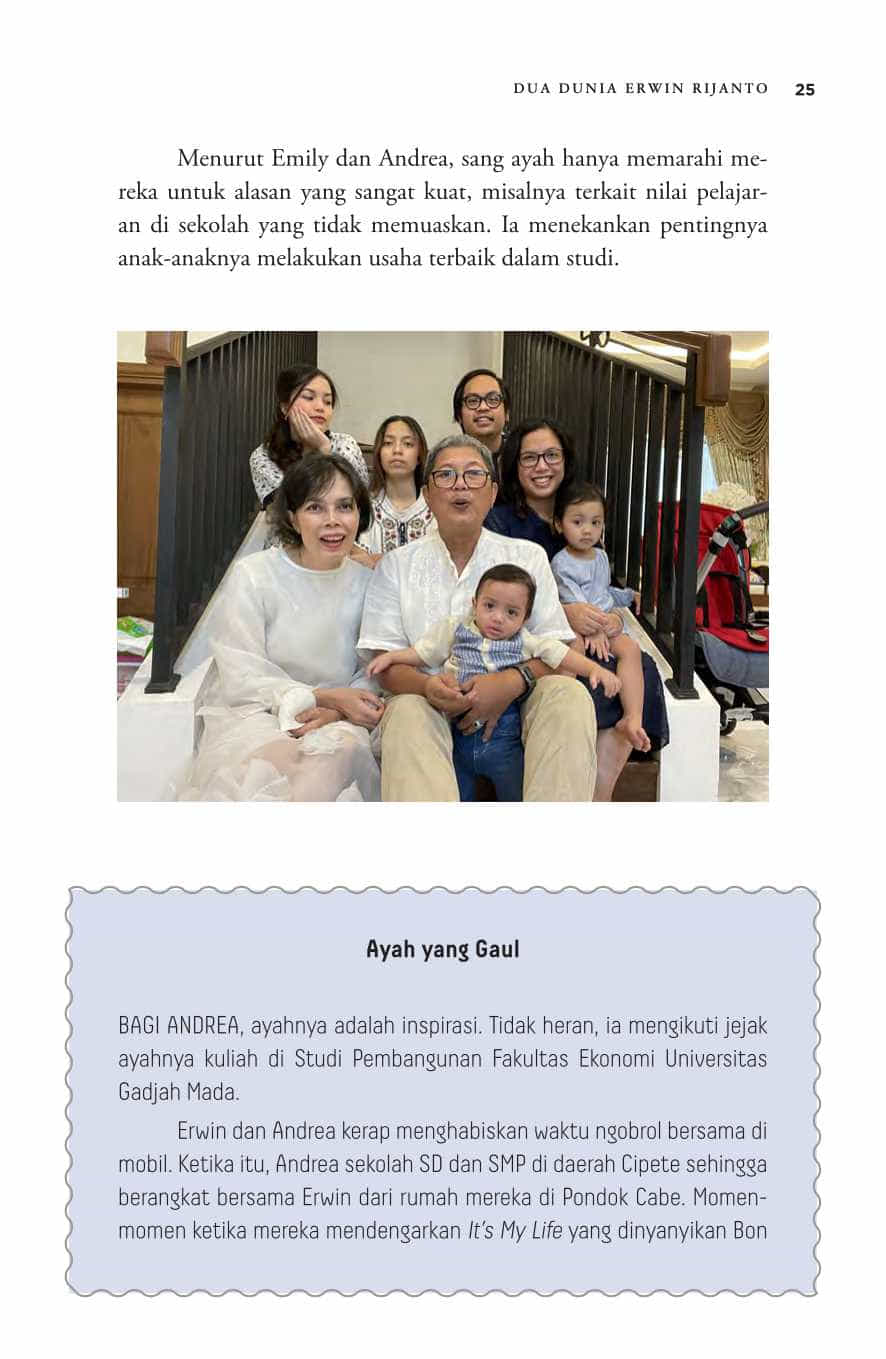 DUA DUNIA ERWIN RIJANTO 25
Menurut Emily dan Andrea, sang ayah hanya memarahi me-
reka untuk alasan yang sangat kuat, misalnya terkait nilai pelajar-
an di sekolah yang tidak memuaskan. Ia menekankan pentingnya
anak-anaknya melakukan usaha terbaik dalam studi.
Ayah yang Gaul
BAGI ANDREA, ayahnya adalah inspirasi. Tidak heran, ia mengikuti jejak
ayahnya kuliah di Studi Pembangunan Fakultas Ekonomi Universitas
Gadjah Mada.
Erwin dan Andrea kerap menghabiskan waktu ngobrol bersama di
mobil. Ketika itu, Andrea sekolah SD dan SMP di daerah Cipete sehingga
berangkat bersama Erwin dari rumah mereka di Pondok Cabe. Momen-
momen ketika mereka mendengarkan It's My Life yang dinyanyikan Bon